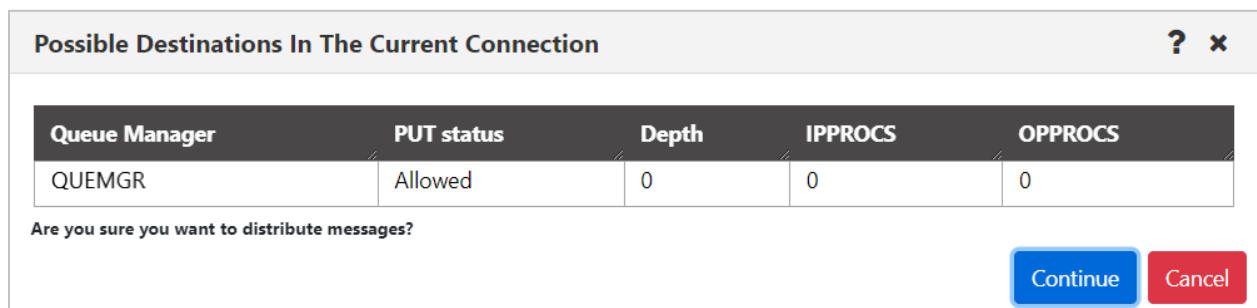 Possible Destinations In The Current Connection ? ×
Queue Manager PUT status Depth IPPROCS OPPROCS
QUEMGR Allowed 0 0 0
Are you sure you want to distribute messages?
Continue Cancel